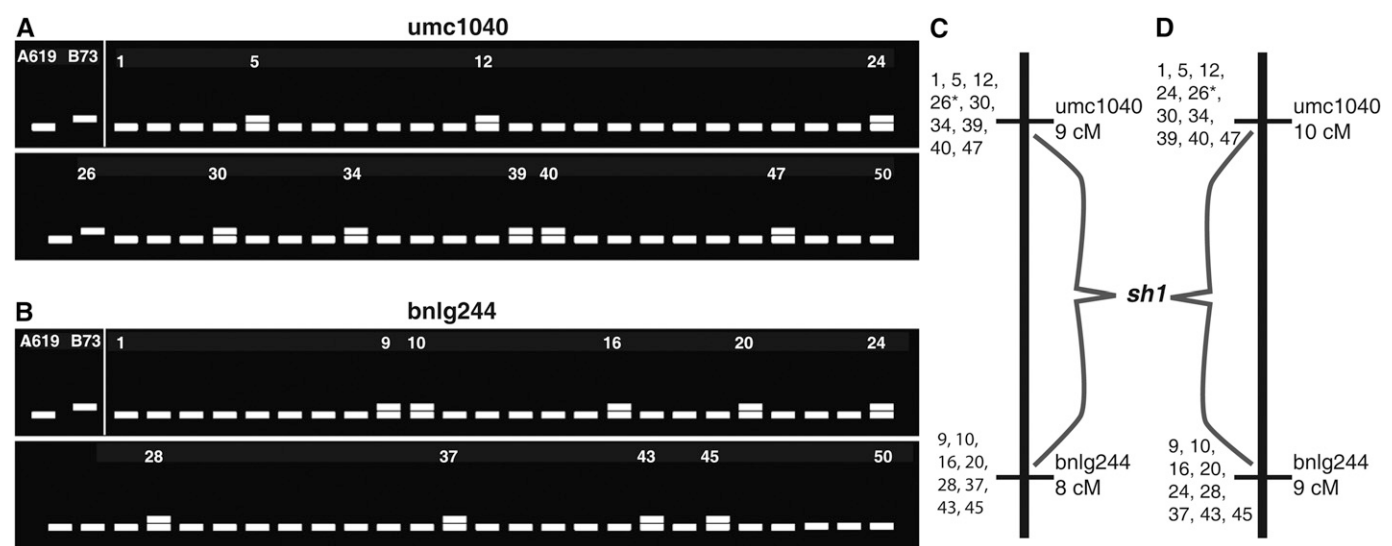 A
umc1040
A619 B73 1 5 12 24
26 30 34 39 40 47 50
B
bnlg244
A619 B73 1 9 10 16 20 24
28 37 43 45 50
C
1, 5, 12,
26*, 30,
34, 39,
40, 47
umc1040
9 cM
sh1
9, 10,
16, 20,
28, 37,
43, 45
bnlg244
8 cM
D
1, 5, 12,
24, 26*,
30, 34,
39, 40, 47
umc1040
10 cM
9, 10,
16, 20,
24, 28,
37, 43, 45
bnlg244
9 cM